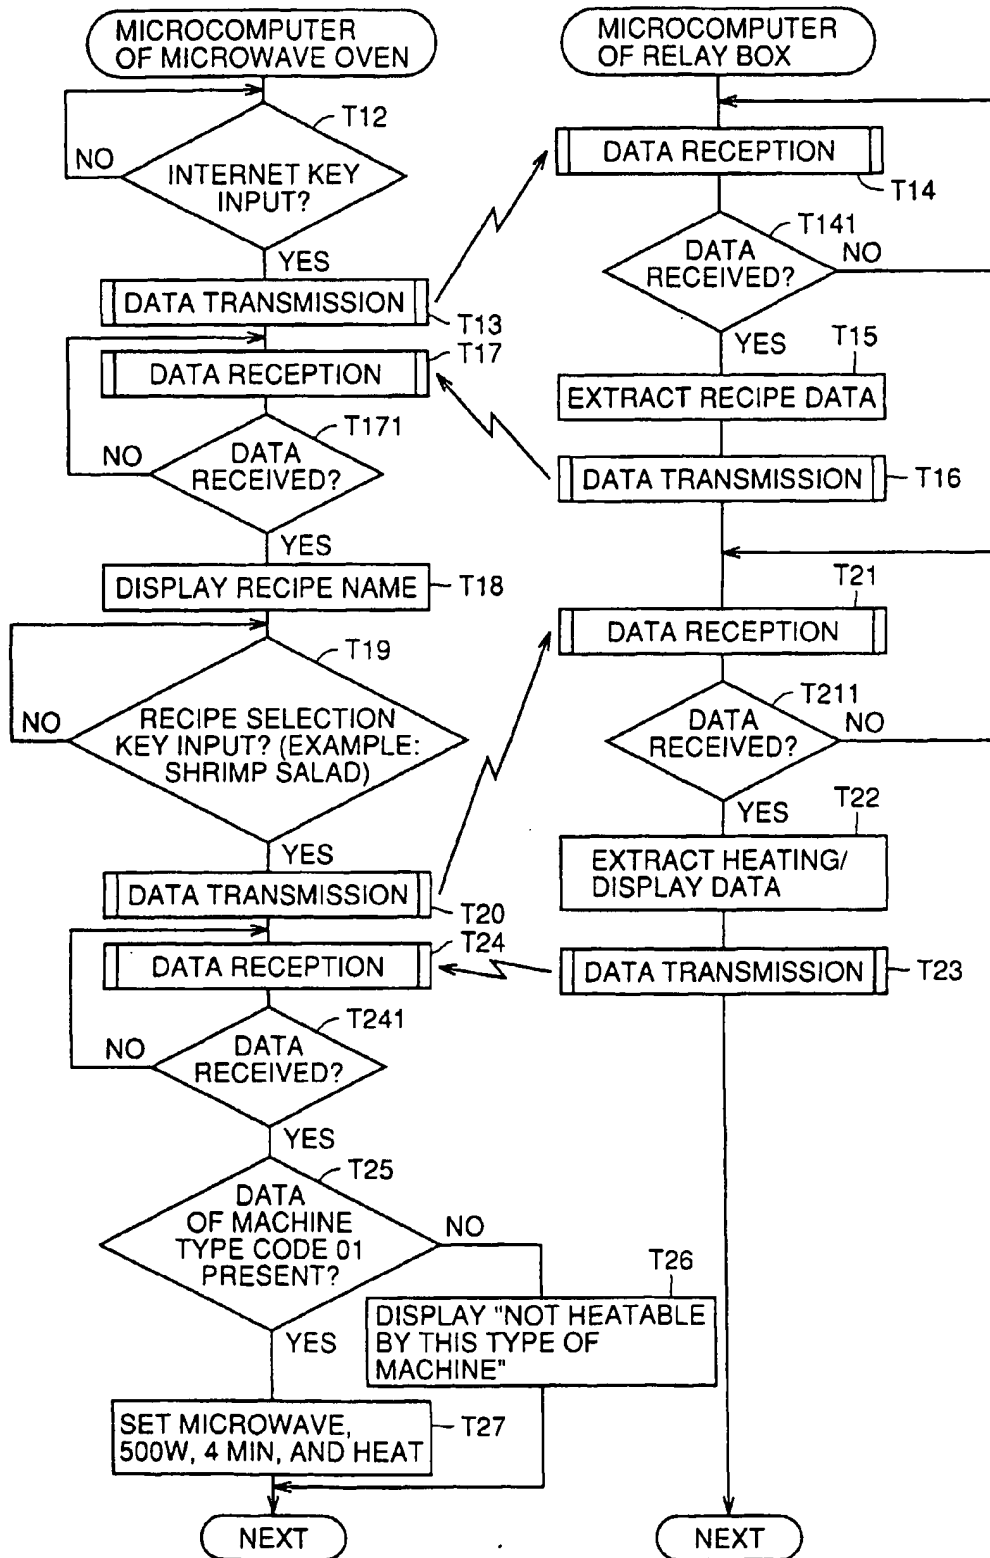 MICROCOMPUTER
OF MICROWAVE OVEN
T12
NO
INTERNET KEY
INPUT?
YES
DATA TRANSMISSION
T13
T17
DATA RECEPTION
T171
NO
DATA
RECEIVED?
YES
DISPLAY RECIPE NAME
T18
T19
NO
RECIPE SELECTION
KEY INPUT? (EXAMPLE:
SHRIMP SALAD)
YES
DATA TRANSMISSION
T20
T24
DATA RECEPTION
T241
NO
DATA
RECEIVED?
YES
T25
DATA
OF MACHINE
TYPE CODE 01
PRESENT?
NO
YES
T26
DISPLAY "NOT HEATABLE
BY THIS TYPE OF
MACHINE"
SET MICROWAVE,
500W, 4 MIN, AND HEAT
T27
NEXT
MICROCOMPUTER
OF RELAY BOX
DATA RECEPTION
T14
T141
DATA
RECEIVED?
NO
YES
T15
EXTRACT RECIPE DATA
DATA TRANSMISSION
T16
T21
DATA RECEPTION
T211
DATA
RECEIVED?
NO
YES
T22
EXTRACT HEATING/
DISPLAY DATA
DATA TRANSMISSION
T23
NEXT